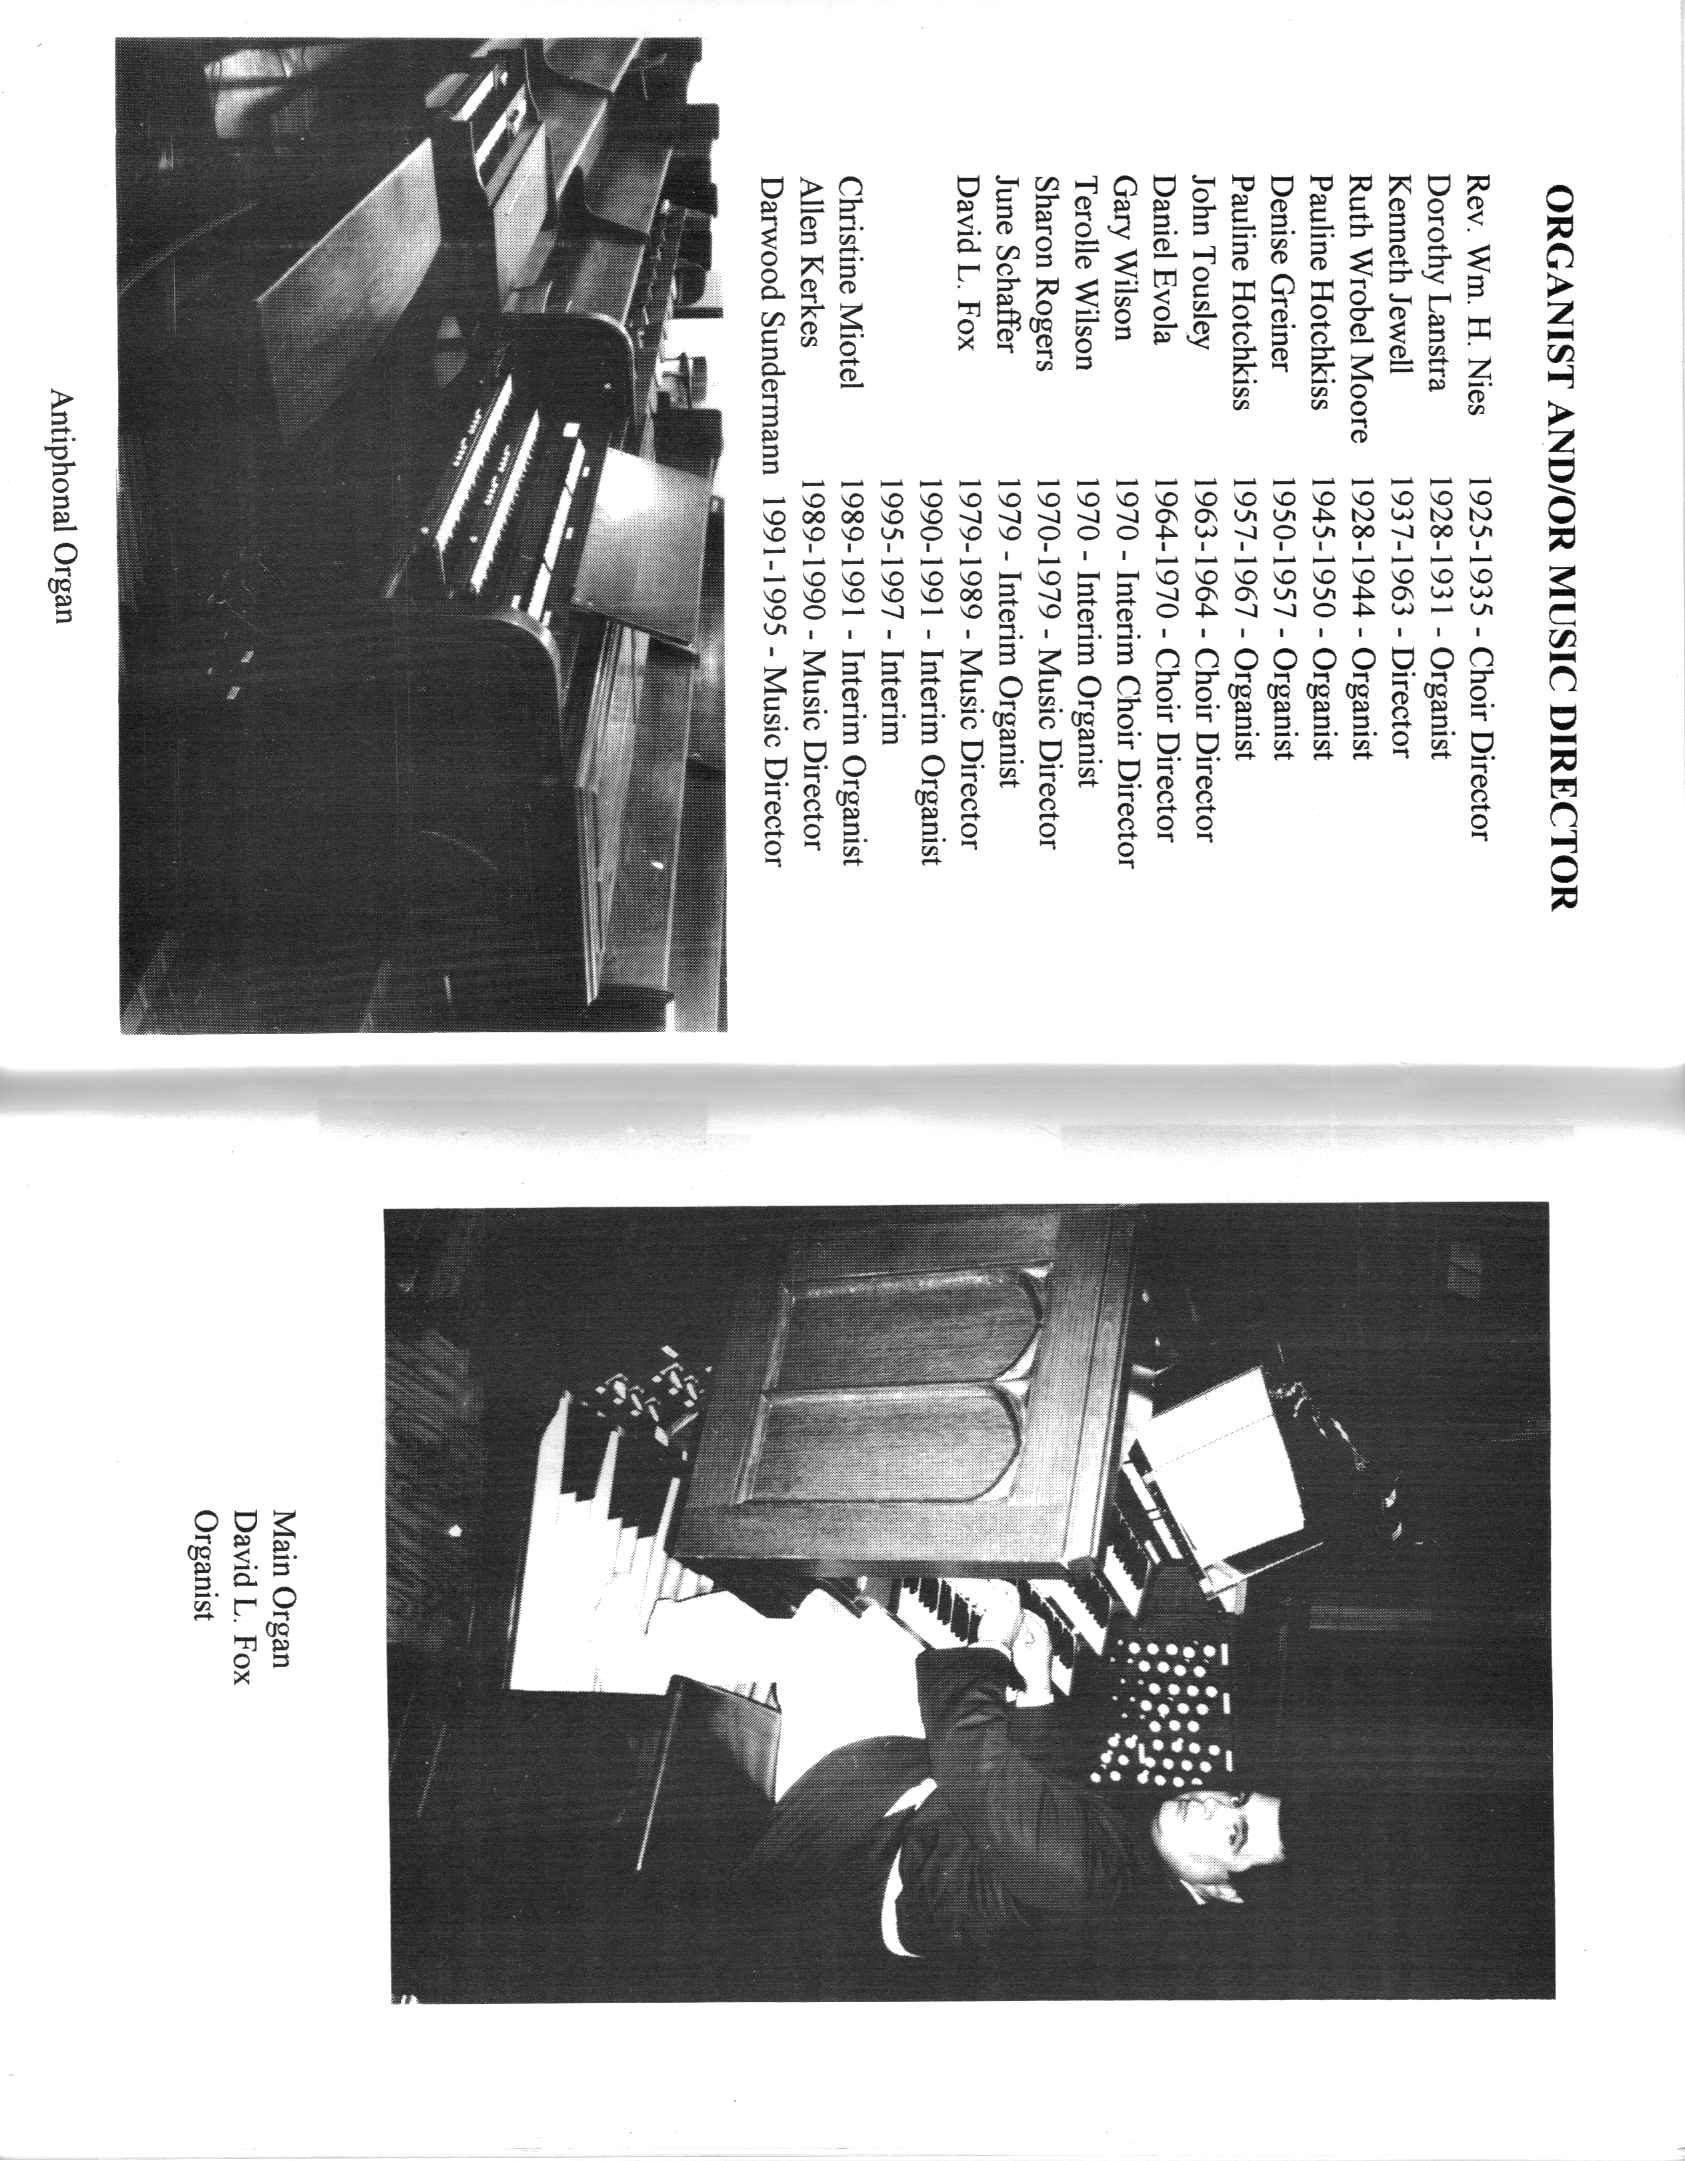 ORGANIST AND/OR MUSIC DIRECTOR
Rev. Wm. H. Nies 1925-1935 - Choir Director
Dorothy Lanstra 1928-1931 - Organist
Kenneth Jewell 1937-1963 - Director
Ruth Wrobel Moore 1928-1944 - Organist
Pauline Hotchkiss 1945-1950 - Organist
Denise Greiner 1950-1957 - Organist
Pauline Hotchkiss 1957-1967 - Organist
John Tousley 1963-1964 - Choir Director
Daniel Evola 1964-1970 - Choir Director
Gary Wilson 1970 - Interim Choir Director
Terolle Wilson 1970 - Interim Organist
Sharon Rogers 1970-1979 - Music Director
June Schaffer 1979 - Interim Organist
David L. Fox 1979-1989 - Music Director
1990-1991 - Interim Organist
1995-1997 - Interim
Christine Miotel 1989-1991 - Interim Organist
Allen Kerkes 1989-1990 - Music Director
Darwood Sundermann 1991-1995 - Music Director
Antiphonal Organ
Main Organ
David L. Fox
Organist